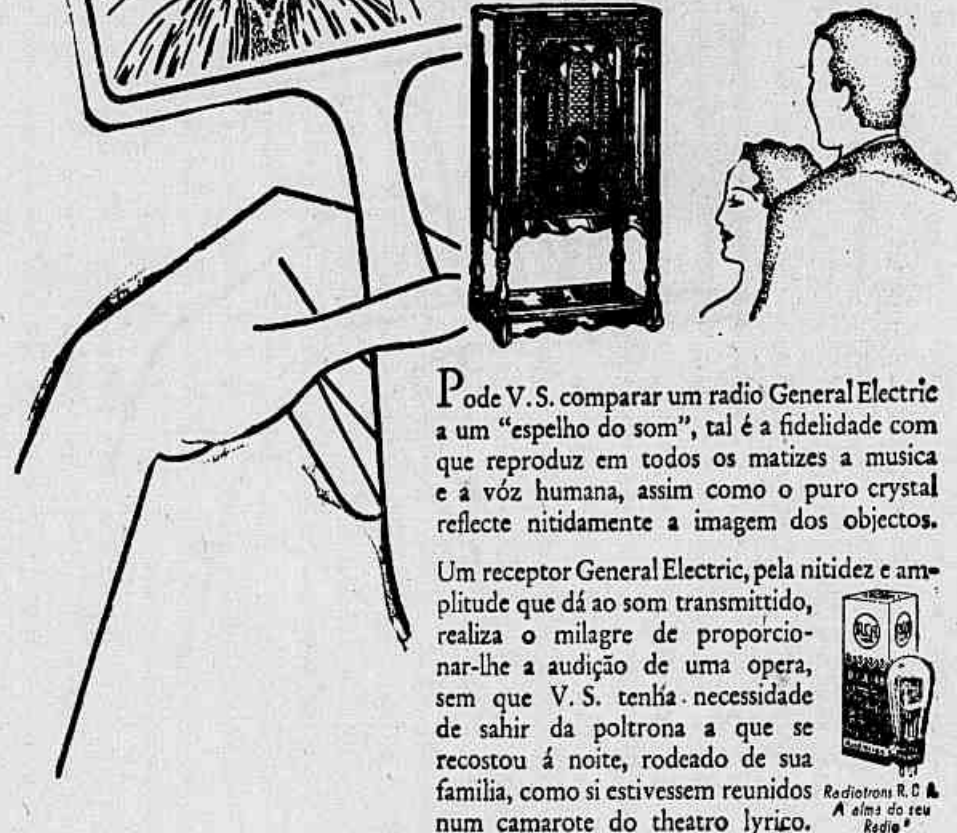 Pode V. S. comparar um radio General Electric
a um “espelho do som”, tal é a fidelidade com
que reproduz em todos os matizes a musica
e a vóz humana, assim como o puro crystal
reflecte nitidamente a imagem dos objectos.
Um receptor General Electric, pela nitidez e am-
plitude que dá ao som transmittido,
realiza o milagre de proporcio-
nar-lhe a audição de uma opera,
sem que V. S. tenha necessidade
de sahir da poltrona a que se
recostou á noite, rodeado de sua
familia, como si estivessem reunidos
num camarote do theatro lyrico.
RCA
Radiotrons R. C A
A alma do seu
Radio